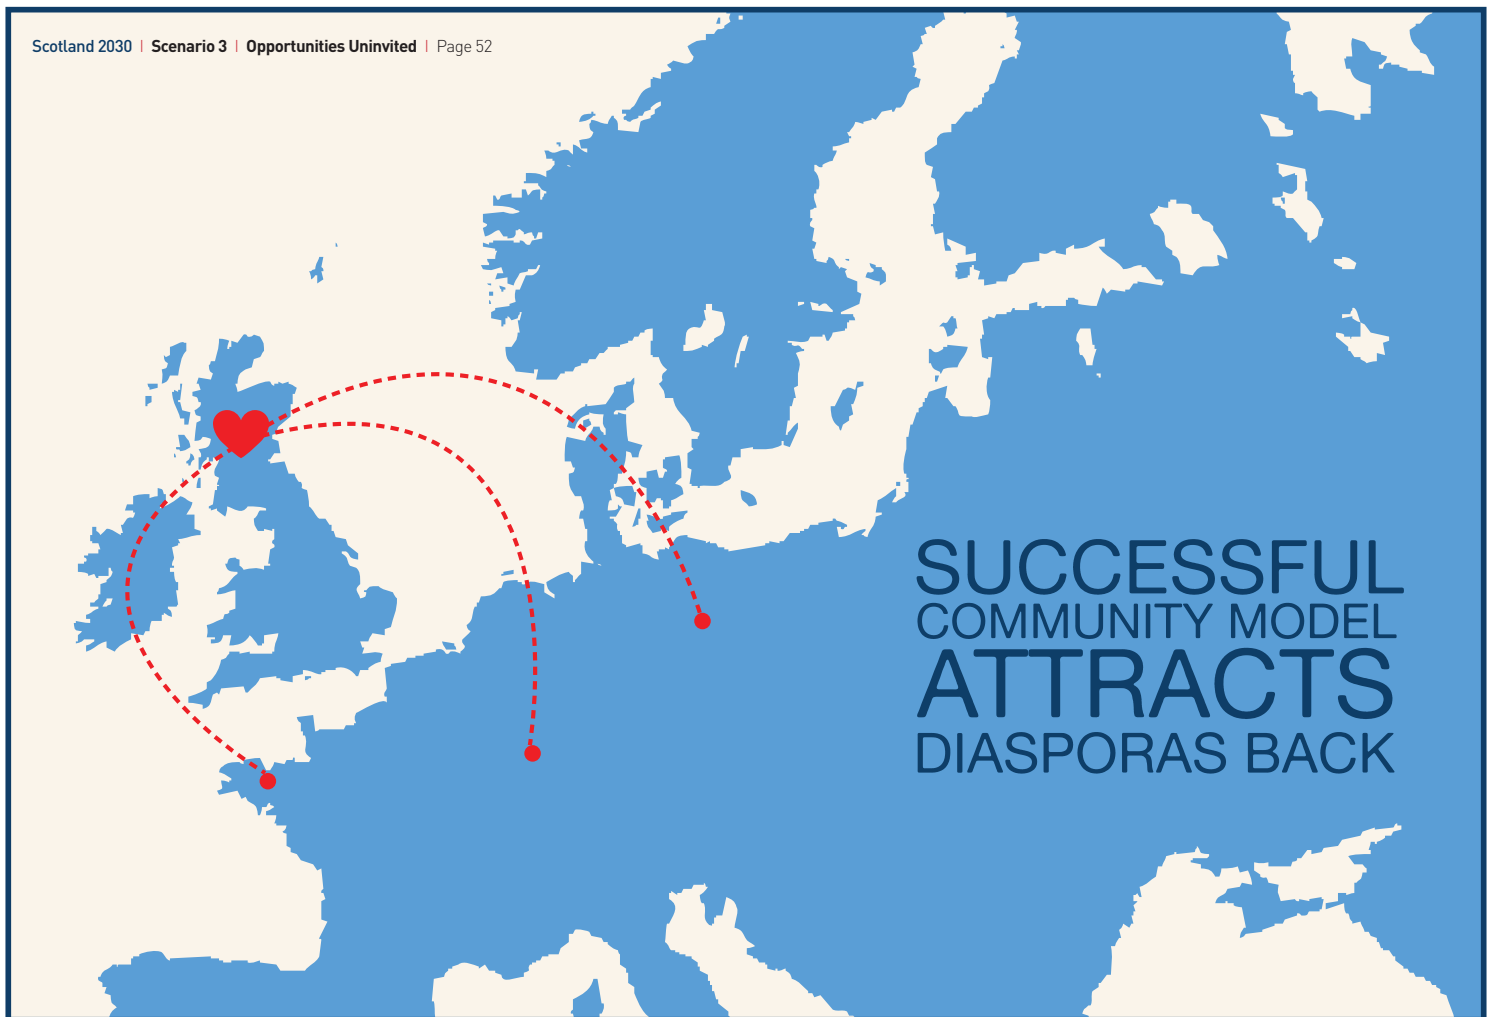 Scotland 2030 | Scenario 3 | Opportunities Uninvited | Page 52
SUCCESSFUL
COMMUNITY MODEL
ATTRACTS
DIASPORAS BACK